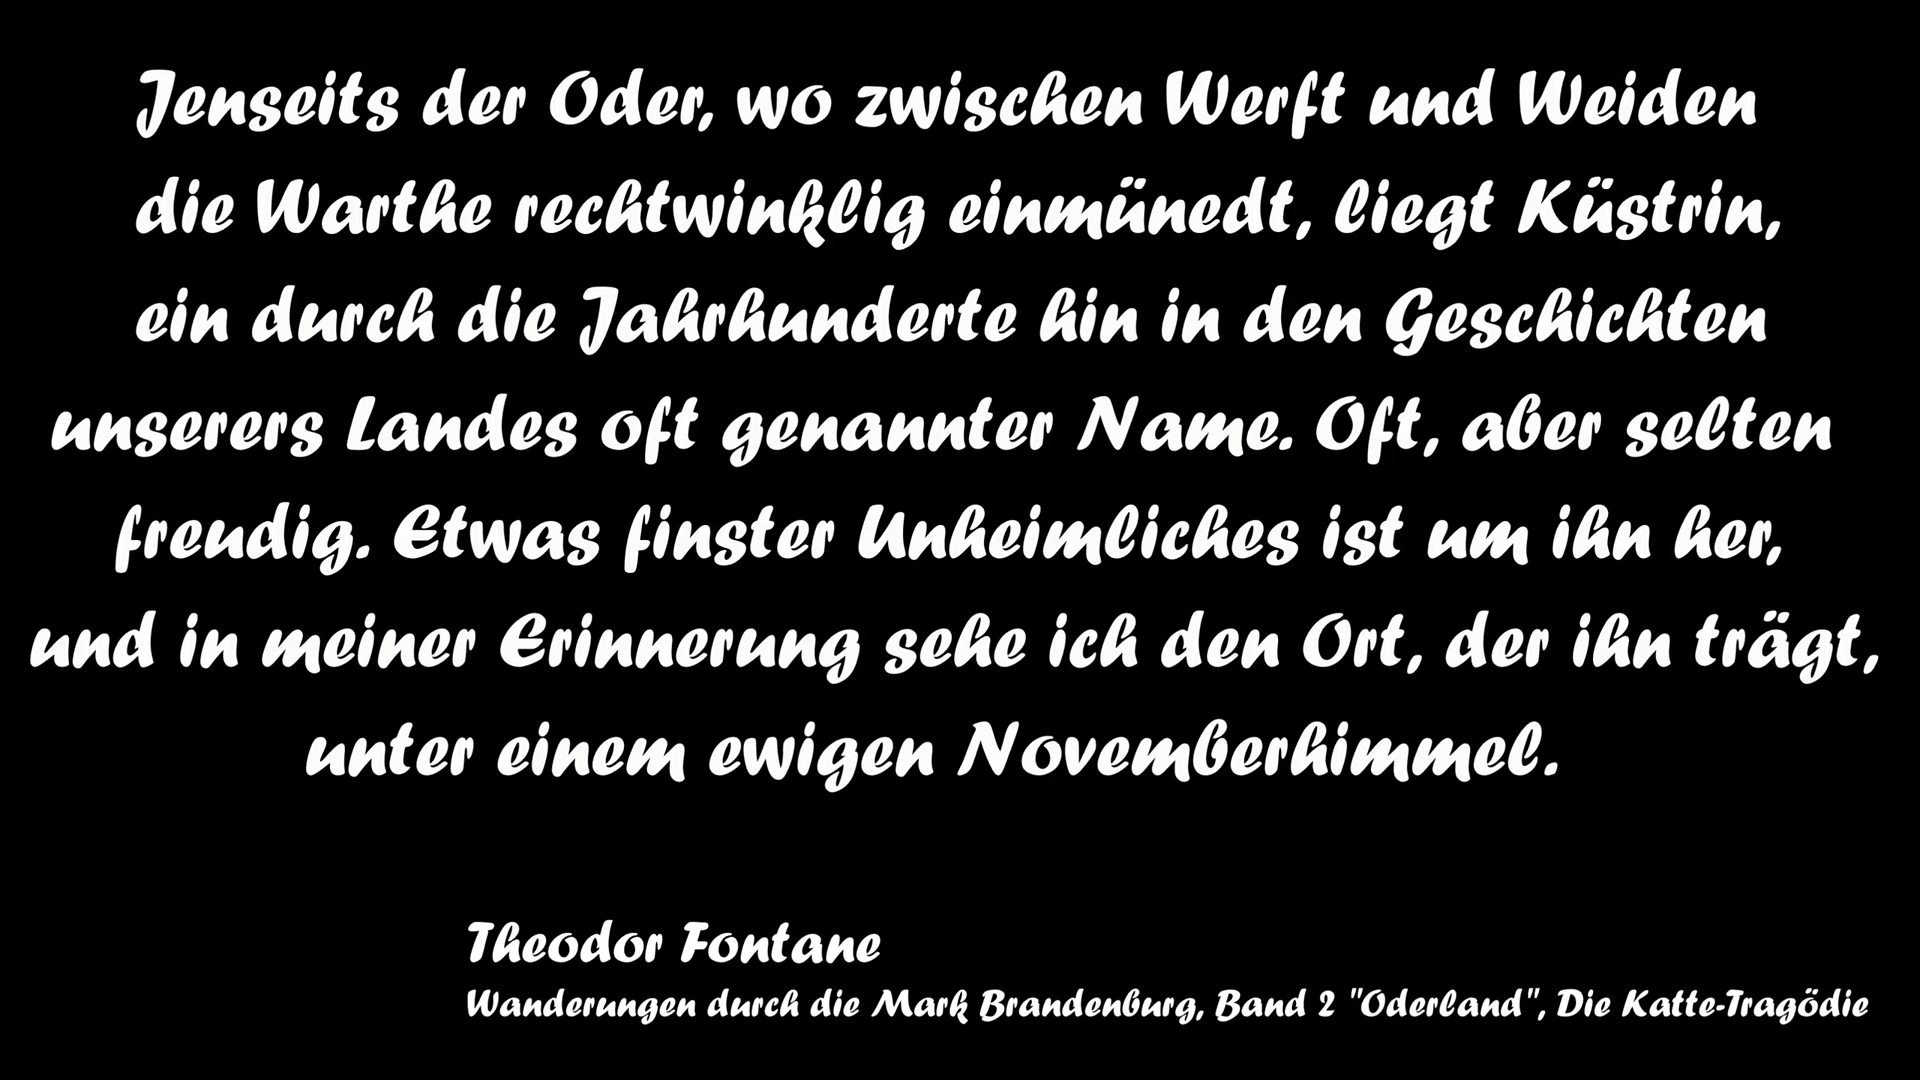 Jenseits der Oder, wo zwischen Werft und Weiden
die Warthe rechtwinklig einmünedt, liegt Küstrin,
ein durch die Jahrhunderte hin in den Geschichten
unserers Landes oft genannter Name. Oft, aber selten
freudig. Etwas finster Unheimliches ist um ihn her,
und in meiner Erinnerung sehe ich den Ort, der ihn trägt,
unter einem ewigen Novemberhimmel.
Theodor Fontane
Wanderungen durch die Mark Brandenburg, Band 2 "Oderland", Die Katte-Tragödie